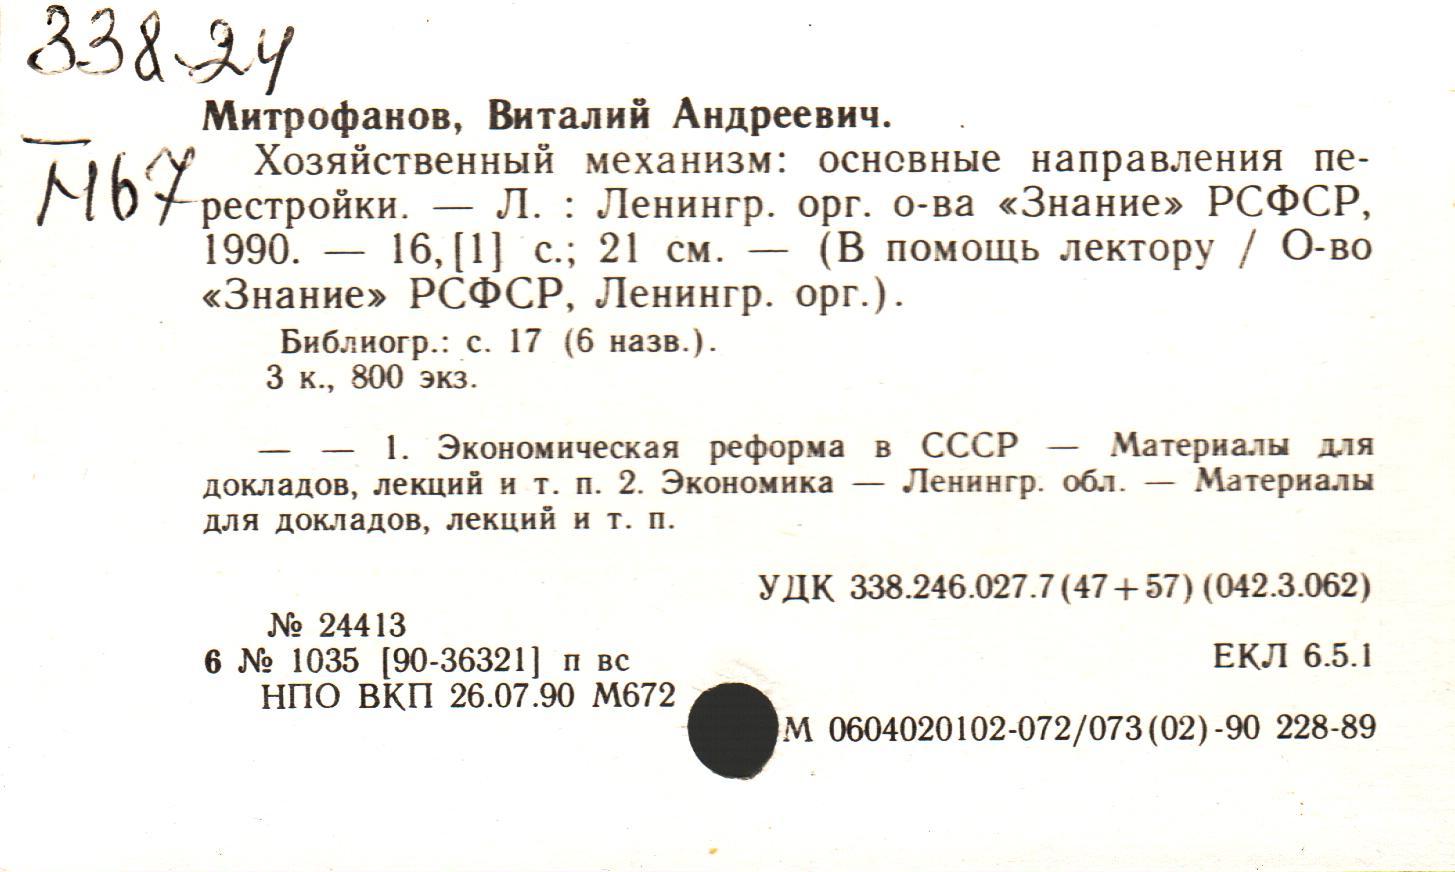 338.24
Митрофанов, Виталий Андреевич.
М67
Хозяйственный механизм: основные направления пе-
рестройки. — Л. : Ленингр. орг. о-ва «Знание» РСФСР,
1990. — 16, [1] с.; 21 см. — (В помощь лектору / О-во
«Знание» РСФСР, Ленингр. орг.).
Библиогр.: с. 17 (6 назв.).
3 к., 800 экз.
— — 1. Экономическая реформа в СССР — Материалы для
докладов, лекций и т. п. 2. Экономика — Ленингр. обл. — Материалы
для докладов, лекций и т. п.
УДК 338.246.027.7(47+57)(042.3.062)
№ 24413
6 № 1035 [90-36321] п вс
ЕКЛ 6.5.1
НПО ВКП 26.07.90 М672
М 0604020102-072/073(02)-90 228-89